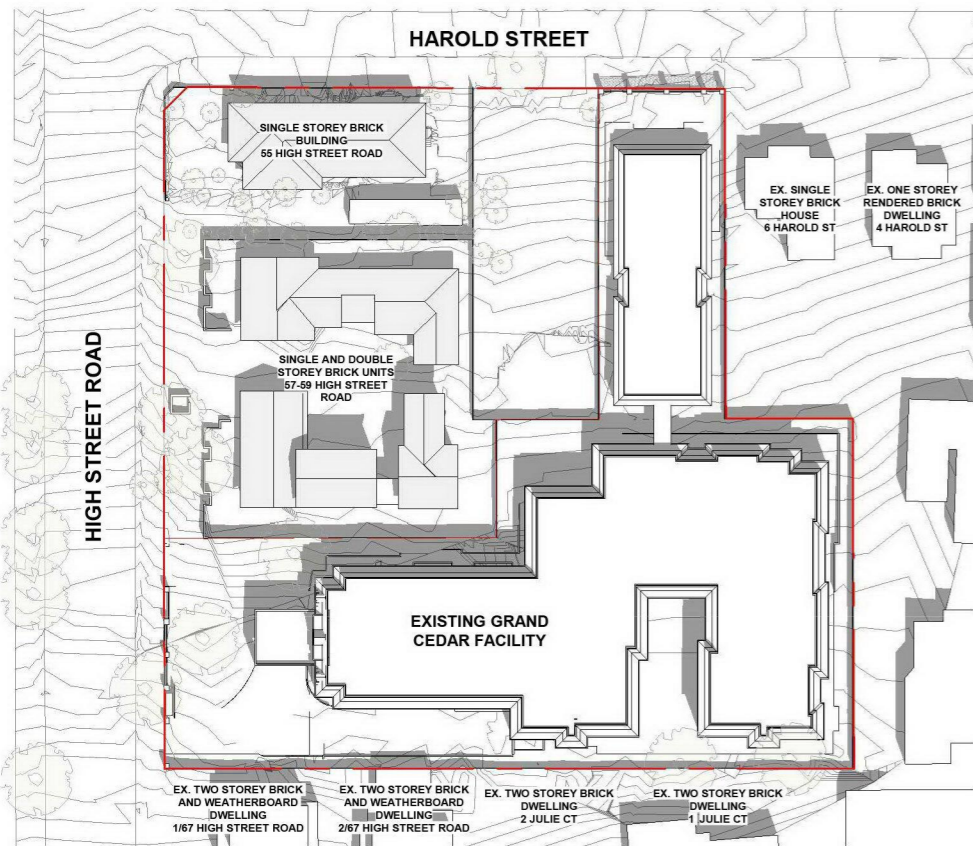 HAROLD STREET
SINGLE STOREY BRICK
BUILDING
55 HIGH STREET ROAD
EX. SINGLE
STOREY BRICK
HOUSE
6 HAROLD ST
EX. ONE STOREY
RENDERED BRICK
DWELLING
4 HAROLD ST
HIGH STREET ROAD
SINGLE AND DOUBLE
STOREY BRICK UNITS
57-59 HIGH STREET
ROAD
EXISTING GRAND
CEDAR FACILITY
EX. TWO STOREY BRICK
AND WEATHERBOARD
DWELLING
1/67 HIGH STREET ROAD
EX. TWO STOREY BRICK
AND WEATHERBOARD
DWELLING
2/67 HIGH STREET ROAD
EX. TWO STOREY BRICK
DWELLING
2 JULIE CT
EX. TWO STOREY BRICK
DWELLING
1 JULIE CT